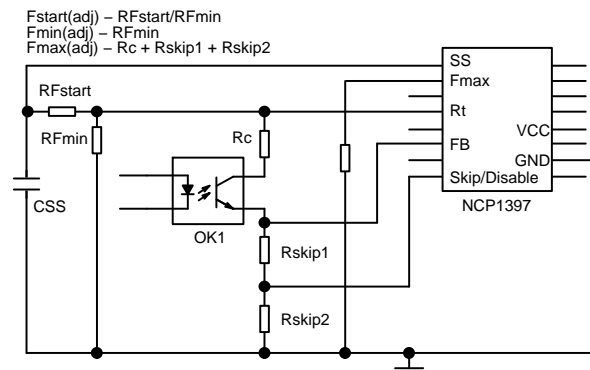 Fstart(adj) – RFstart/RFmin
Fmin(adj) – RFmin
Fmax(adj) – Rc + Rskip1 + Rskip2
SS
Fmax
RFstart
Rt
RFmin
Rc
VCC
FB
GND
Skip/Disable
CSS
NCP1397
OK1
Rskip1
Rskip2